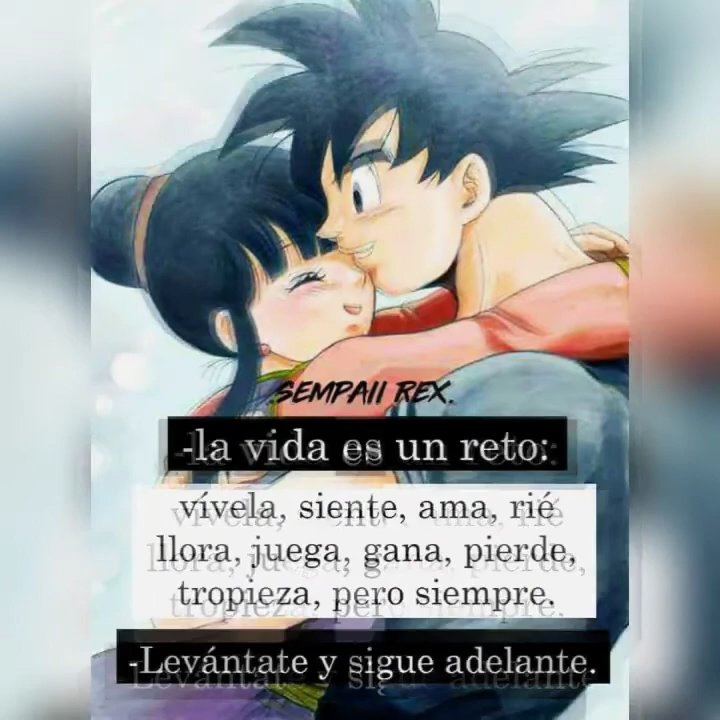 .SEMPAII REX.
-la vida es un reto:
vívela, siente, ama, rié
llora, juega, gana, pierde,
tropieza, pero siempre.
-Levántate y sigue adelante.